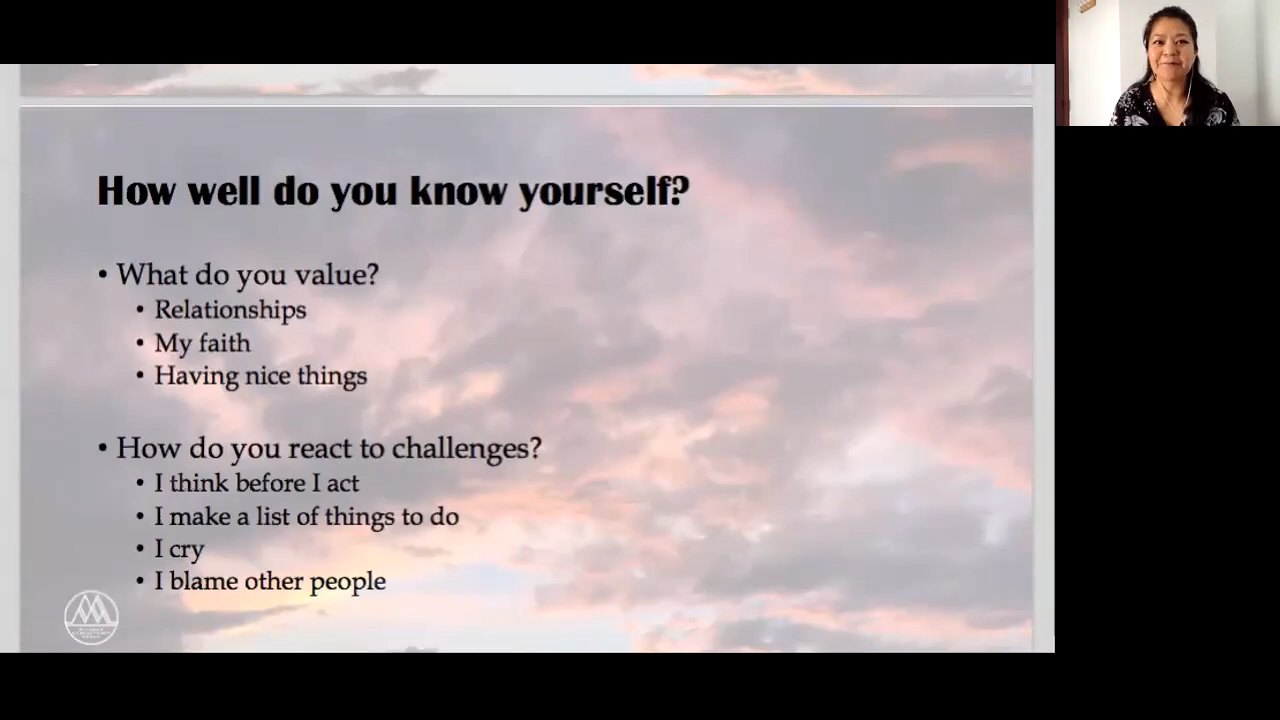 How well do you know yourself?
• What do you value?
• Relationships
• My faith
• Having nice things
• How do you react to challenges?
• I think before I act
• I make a list of things to do
• I cry
• I blame other people